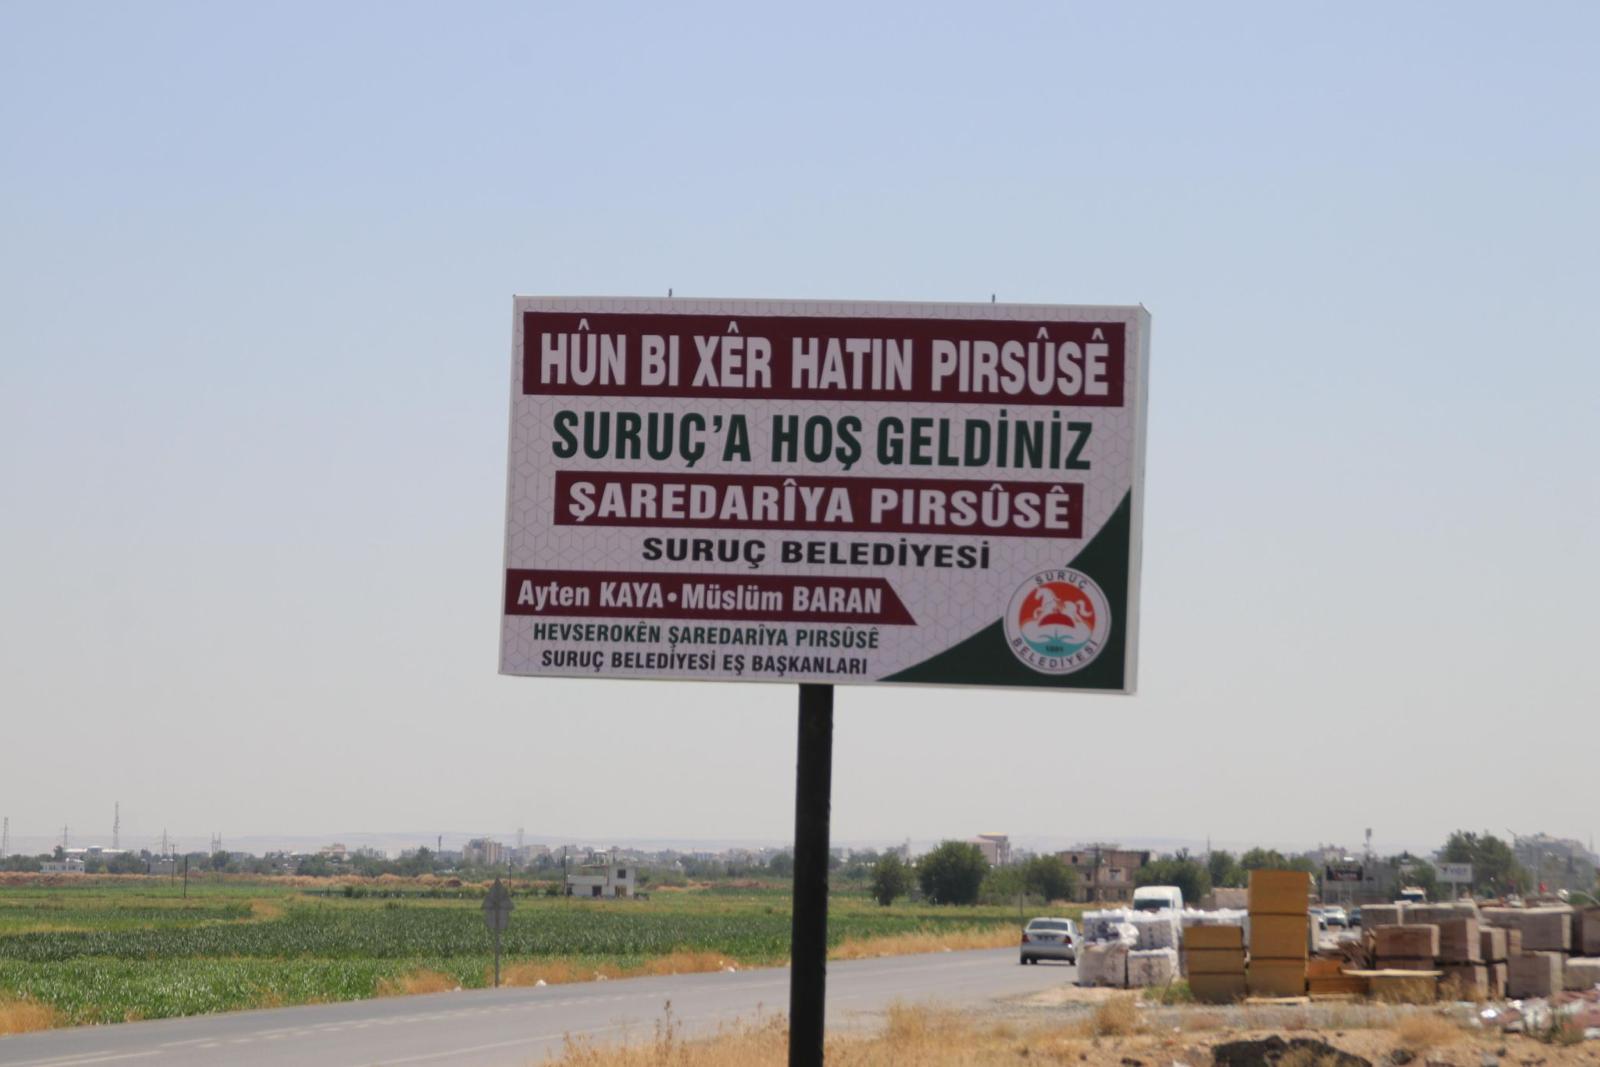 HÛN BI XÊR HATIN PIRSÛSÊ
SURUÇ'A HOŞ GELDİNİZ
ŞAREDARÎYA PIRSÛSÊ
SURUÇ BELEDİYESİ
Ayten KAYA • Müslüm BARAN
HEVSEROKÊN ŞAREDARÎYA PIRSÛSÊ
SURUÇ BELEDİYESİ EŞ BAŞKANLARI
SURUÇ
BELEDİYESİ